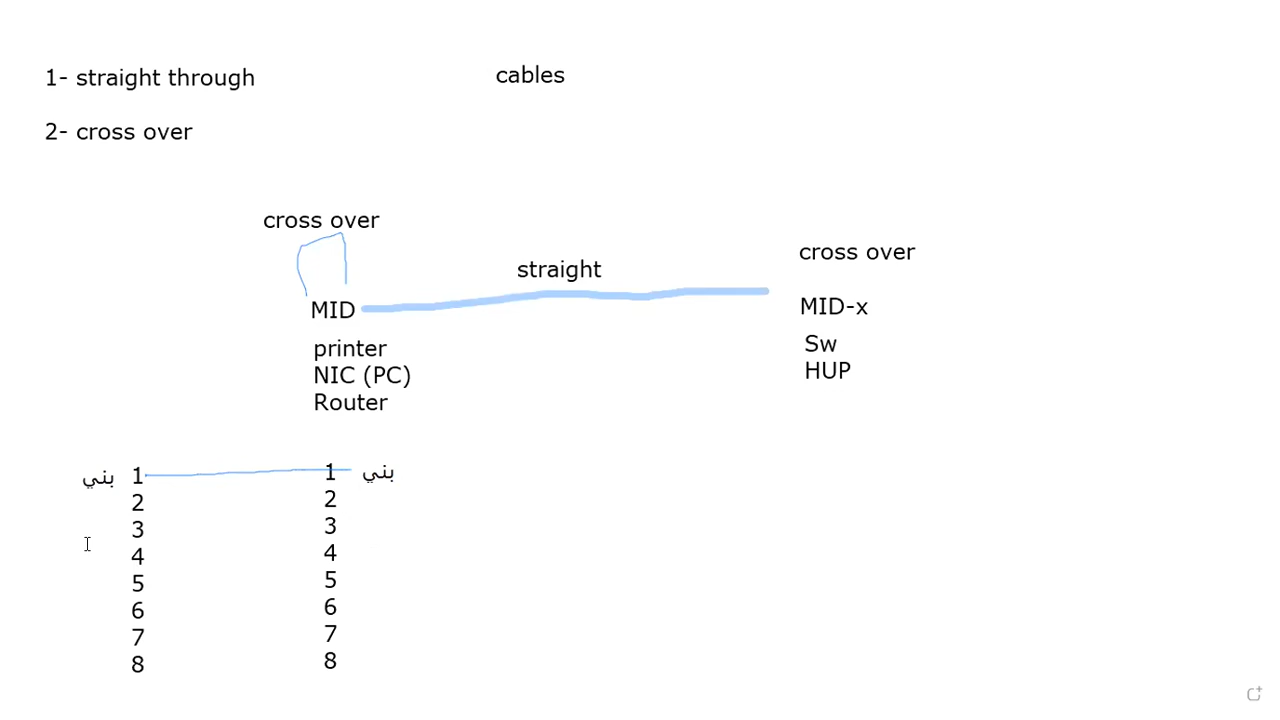 1- straight through
cables
2- cross over
cross over
cross over
straight
MID
MID-x
printer
Sw
NIC (PC)
HUP
Router
بني 1 1 بني
2 2
3 3
4 4
5 5
6 6
7 7
8 8